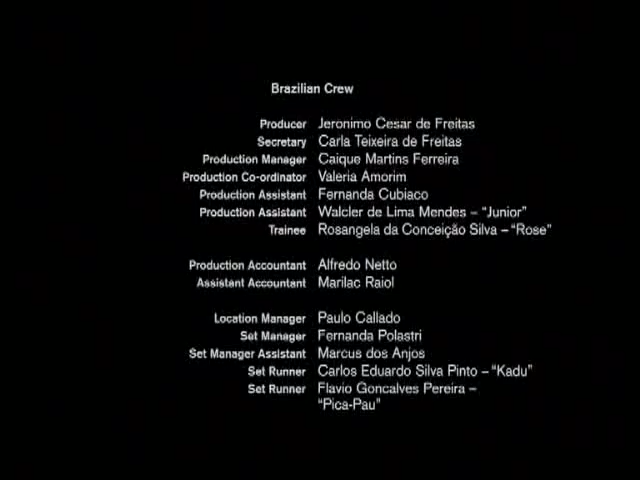 Brazilian Crew
Producer Jeronimo Cesar de Freitas
Secretary Carla Teixeira de Freitas
Production Manager Caique Martins Ferreira
Production Co-ordinator Valeria Amorim
Production Assistant Fernanda Cubiaco
Production Assistant Walcler de Lima Mendes – “Junior”
Trainee Rosangela da Conceição Silva – “Rose”
Production Accountant Alfredo Netto
Assistant Accountant Marilac Raiol
Location Manager Paulo Callado
Set Manager Fernanda Polastri
Set Manager Assistant Marcus dos Anjos
Set Runner Carlos Eduardo Silva Pinto – “Kadu”
Set Runner Flavio Goncalves Pereira –
“Pica-Pau”